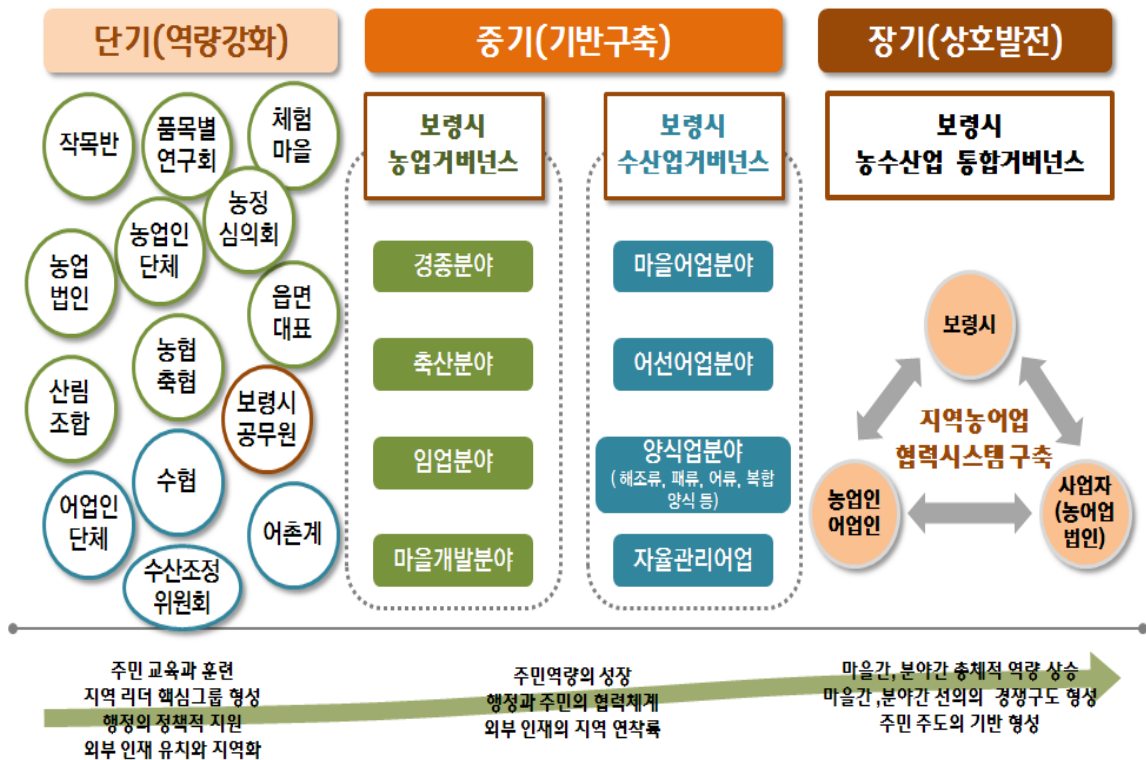 단기(역량강화)
작목반
품목별
연구회
체험
마을
농정
심의회
농업인
단체
농업
법인
읍면
대표
농협
축협
산림
조합
보령시
공무원
수협
어업인
단체
어촌계
수산조정
위원회
중기(기반구축)
보령시
농업거버넌스
경종분야
축산분야
임업분야
마을개발분야
보령시
수산업거버넌스
마을어업분야
어선어업분야
양식업분야
( 해조류, 패류, 어류, 복합
양식 등)
자율관리어업
장기(상호발전)
보령시
농수산업 통합거버넌스
보령시
지역농어업
협력시스템 구축
농업인
어업인
사업자
(농어업
법인)
주민 교육과 훈련
지역 리더 핵심그룹 형성
행정의 정책적 지원
외부 인재 유치와 지역화
주민역량의 성장
행정과 주민의 협력체계
외부 인재의 지역 연착륙
마을간, 분야간 총체적 역량 상승
마을간 ,분야간 선의의 경쟁구도 형성
주민 주도의 기반 형성